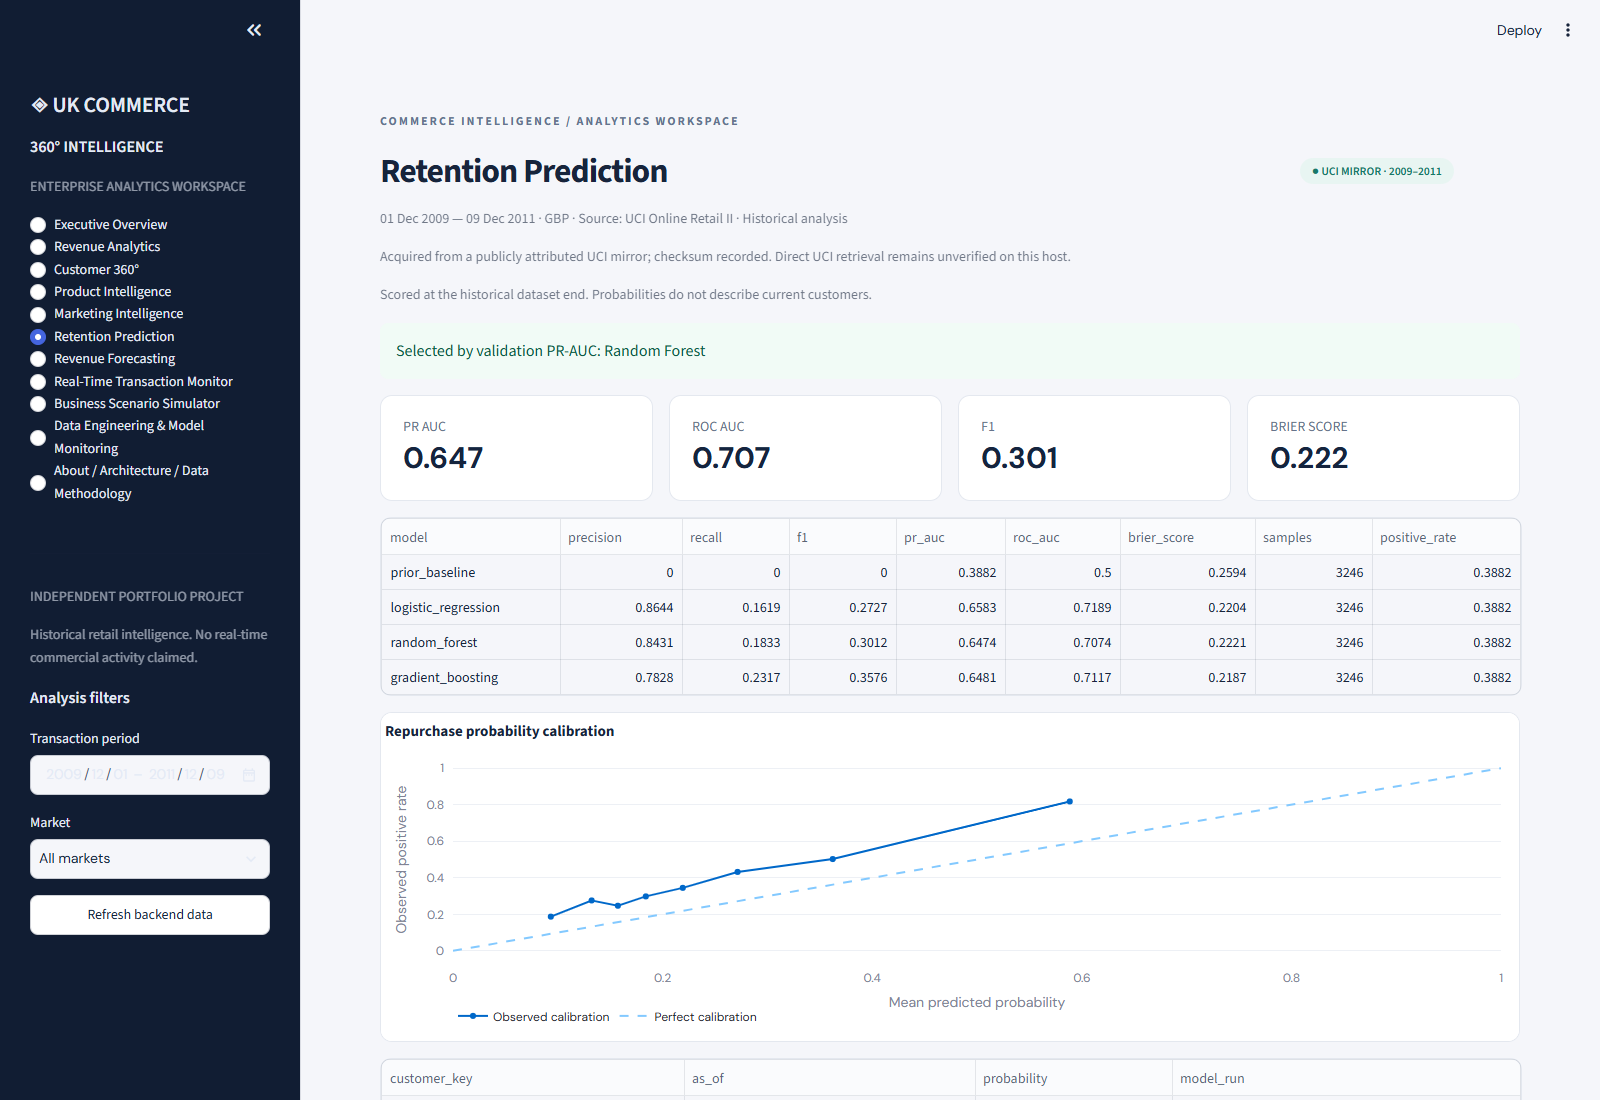 Deploy
◈ UK COMMERCE
360° INTELLIGENCE
ENTERPRISE ANALYTICS WORKSPACE
Executive Overview
Revenue Analytics
Customer 360°
Product Intelligence
Marketing Intelligence
Retention Prediction
Revenue Forecasting
Real-Time Transaction Monitor
Business Scenario Simulator
Data Engineering & Model
Monitoring
About / Architecture / Data
Methodology
INDEPENDENT PORTFOLIO PROJECT
Historical retail intelligence. No real-time
commercial activity claimed.
Analysis filters
Transaction period
2009/12/01 – 2011/12/09
Market
All markets
Refresh backend data
COMMERCE INTELLIGENCE / ANALYTICS WORKSPACE
Retention Prediction
UCI MIRROR · 2009–2011
01 Dec 2009 — 09 Dec 2011 · GBP · Source: UCI Online Retail II · Historical analysis
Acquired from a publicly attributed UCI mirror; checksum recorded. Direct UCI retrieval remains unverified on this host.
Scored at the historical dataset end. Probabilities do not describe current customers.
Selected by validation PR-AUC: Random Forest
PR AUC
0.647
ROC AUC
0.707
F1
0.301
BRIER SCORE
0.222
model precision recall f1 pr_auc roc_auc brier_score samples positive_rate
prior_baseline 0 0 0 0.3882 0.5 0.2594 3246 0.3882
logistic_regression 0.8644 0.1619 0.2727 0.6583 0.7189 0.2204 3246 0.3882
random_forest 0.8431 0.1833 0.3012 0.6474 0.7074 0.2221 3246 0.3882
gradient_boosting 0.7828 0.2317 0.3576 0.6481 0.7117 0.2187 3246 0.3882
Repurchase probability calibration
Observed positive rate
1
0.8
0.6
0.4
0.2
0
0 0.2 0.4 0.6 0.8 1
Mean predicted probability
Observed calibration Perfect calibration
customer_key as_of probability model_run